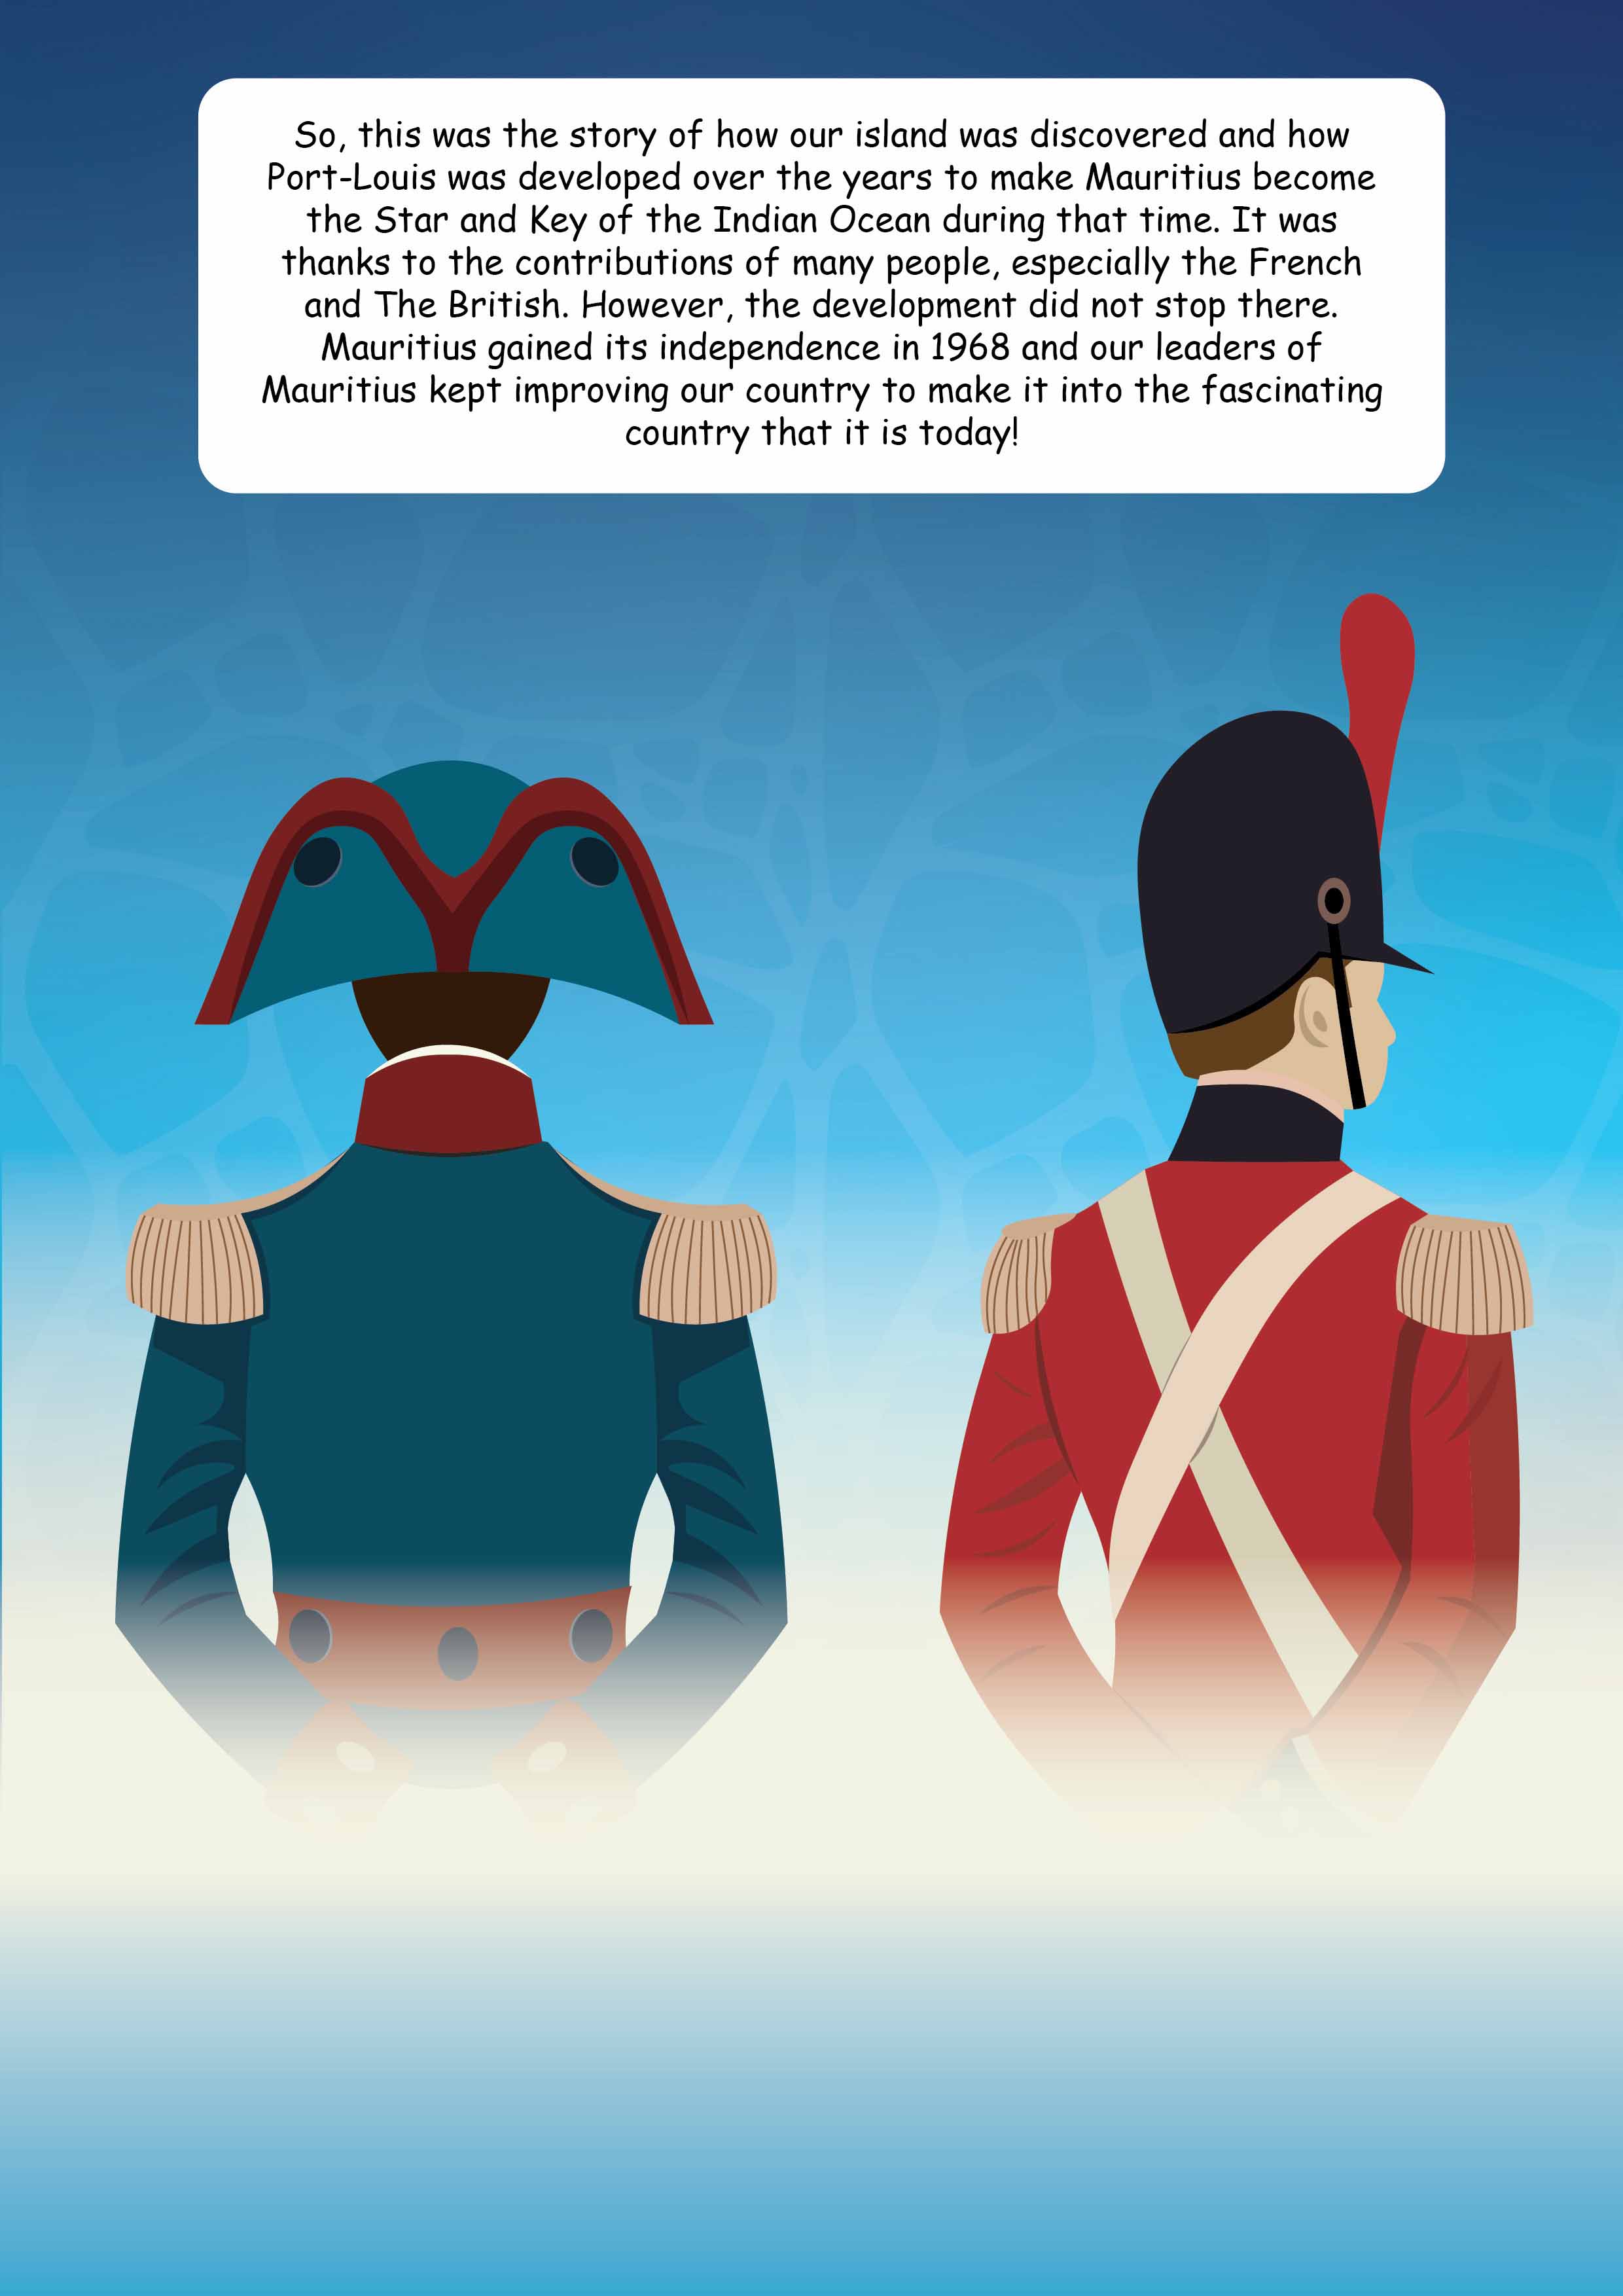 So, this was the story of how our island was discovered and how
Port-Louis was developed over the years to make Mauritius become
the Star and Key of the Indian Ocean during that time. It was
thanks to the contributions of many people, especially the French
and The British. However, the development did not stop there.
Mauritius gained its independence in 1968 and our leaders of
Mauritius kept improving our country to make it into the fascinating
country that it is today!